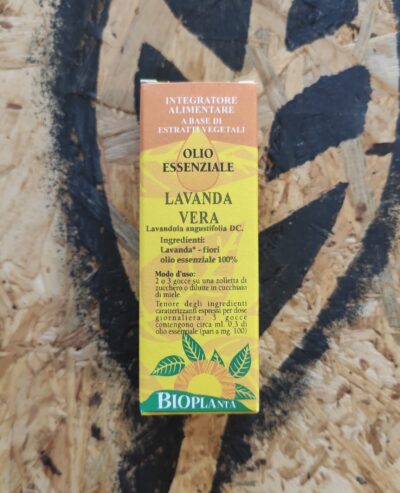 INTEGRATORE
ALIMENTARE
A BASE DI
ESTRATTI VEGETALI
OLIO
ESSENZIALE
LAVANDA
VERA
Lavandula angustifolia DC.
Ingredienti:
Lavanda* - fiori
olio essenziale 100%
Modo d'uso:
2 o 3 gocce su una zolletta di
zucchero o diluite in cucchiaio
di miele.
Tenore degli ingredienti
caratterizzanti espressi per dose
giornaliera: 3 gocce
contengono circa ml. 0.3 di
olio essenziale (pari a mg. 100)
BIOPLANTA